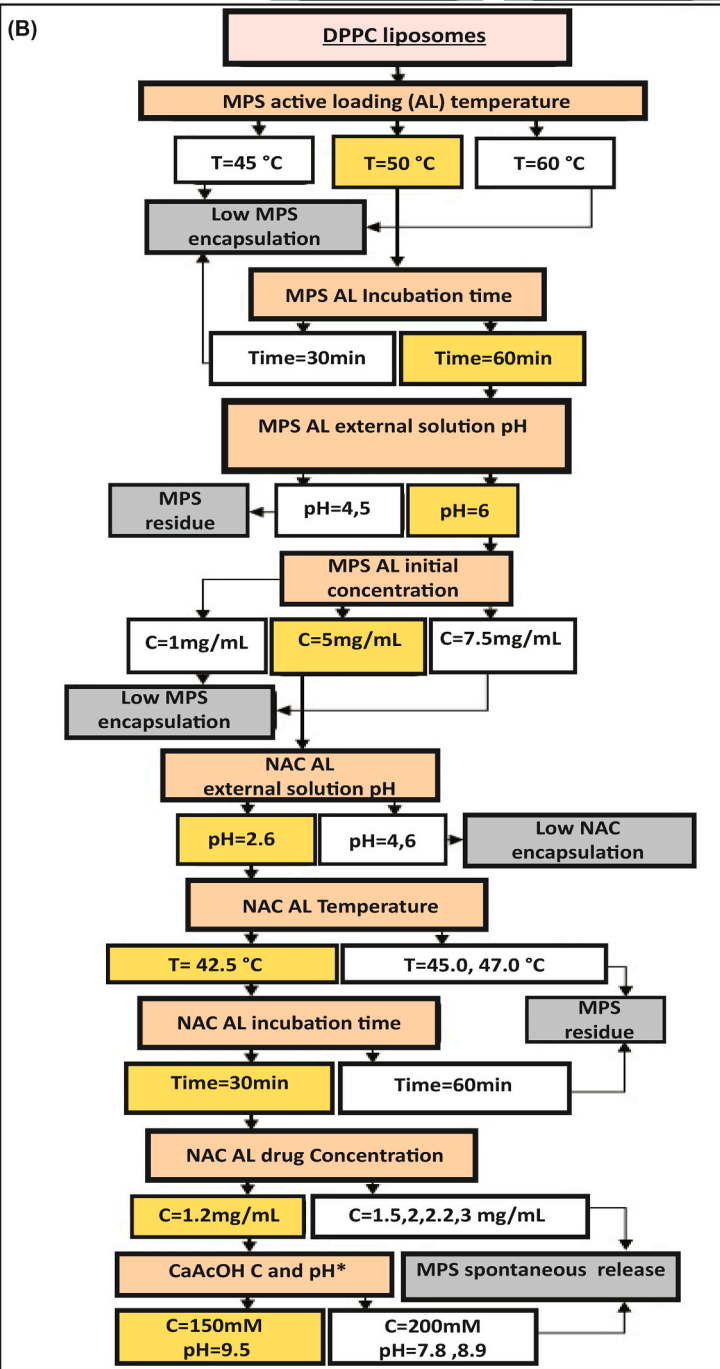 (B)
DPPC liposomes
MPS active loading (AL) temperature
T=45 °C
T=50 °C
T=60 °C
Low MPS
encapsulation
MPS AL Incubation time
Time=30min
Time=60min
MPS AL external solution pH
MPS
residue
pH=4,5
pH=6
MPS AL initial
concentration
C=1mg/mL
C=5mg/mL
C=7.5mg/mL
Low MPS
encapsulation
NAC AL
external solution pH
pH=2.6
pH=4,6
Low NAC
encapsulation
NAC AL Temperature
T= 42.5 °C
T=45.0, 47.0 °C
MPS
residue
NAC AL incubation time
Time=30min
Time=60min
NAC AL drug Concentration
C=1.2mg/mL
C=1.5,2,2.2,3 mg/mL
CaAcOH C and pH*
MPS spontaneous release
C=150mM
pH=9.5
C=200mM
pH=7.8 ,8.9